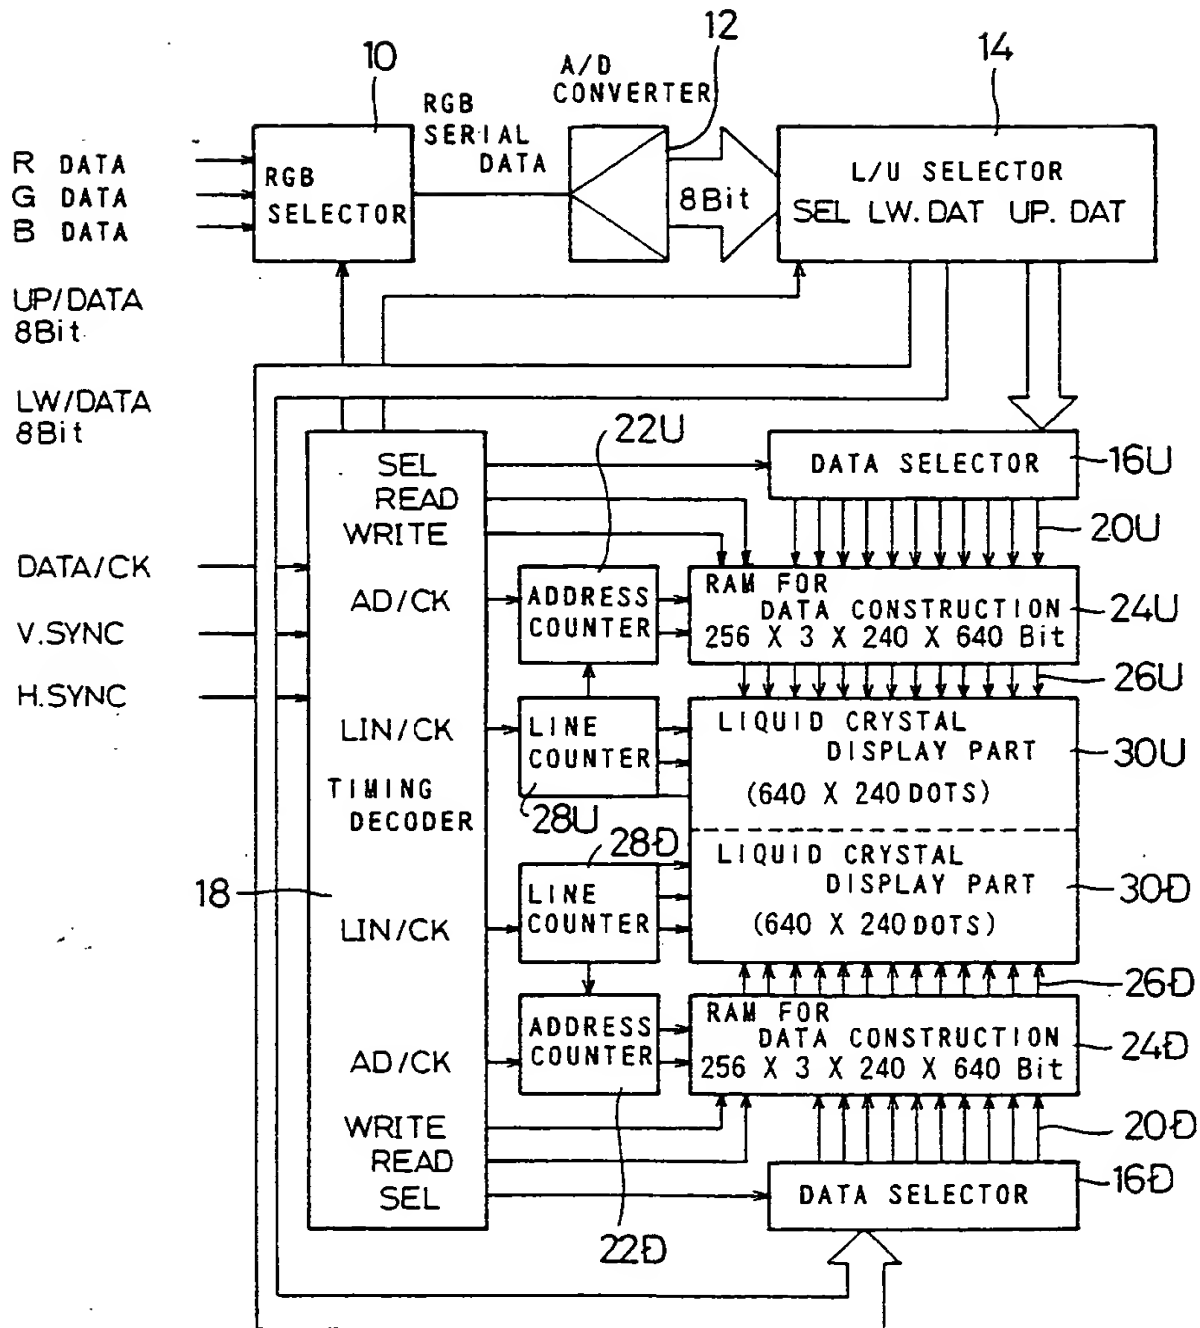 10
12
14
A/D
CONVERTER
RGB
SERIAL
DATA
R DATA
G DATA
B DATA
RGB
SELECTOR
8Bit
L/U SELECTOR
SEL LW.DAT UP.DAT
UP/DATA
8Bit
LW/DATA
8Bit
22U
SEL
READ
WRITE
DATA SELECTOR
16U
20U
DATA/CK
V.SYNC
H.SYNC
AD/CK
ADDRESS
COUNTER
RAM FOR
DATA CONSTRUCTION
256 X 3 X 240 X 640 Bit
24U
26U
LIN/CK
LINE
COUNTER
28U
LIQUID CRYSTAL
DISPLAY PART
(640 X 240 DOTS)
30U
TIMING
DECODER
18
28D
LIN/CK
LINE
COUNTER
LIQUID CRYSTAL
DISPLAY PART
(640 X 240 DOTS)
30D
26D
AD/CK
ADDRESS
COUNTER
RAM FOR
DATA CONSTRUCTION
256 X 3 X 240 X 640 Bit
24D
WRITE
READ
SEL
20D
DATA SELECTOR
16D
22D